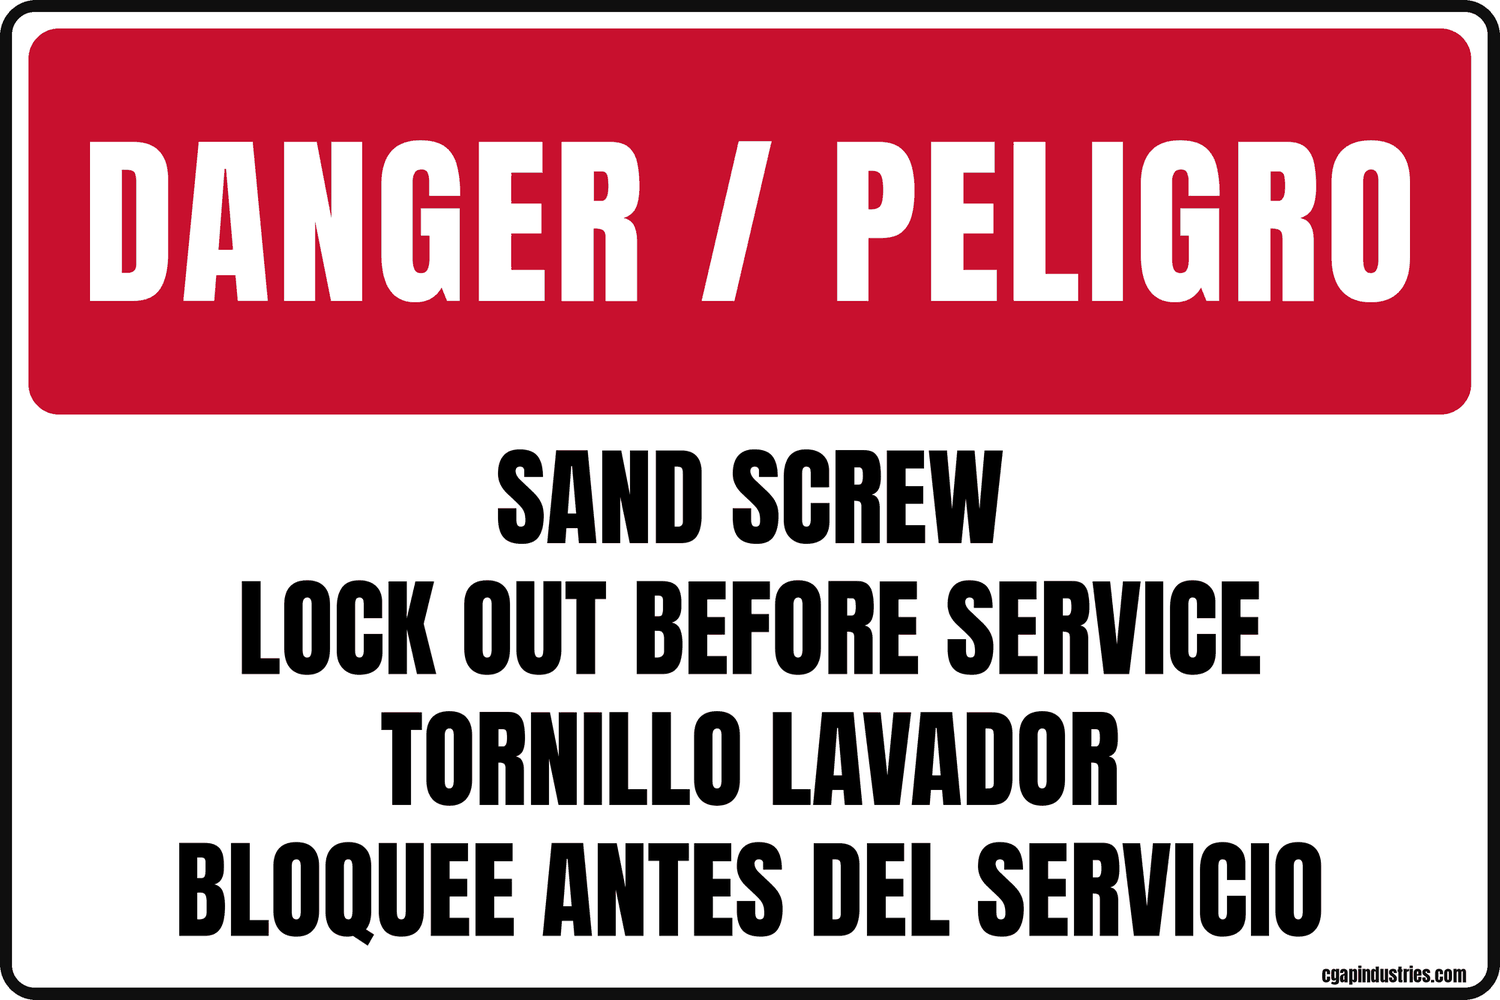 DANGER / PELIGRO
SAND SCREW
LOCK OUT BEFORE SERVICE
TORNILLO LAVADOR
BLOQUEE ANTES DEL SERVICIO
cgapindustries.com